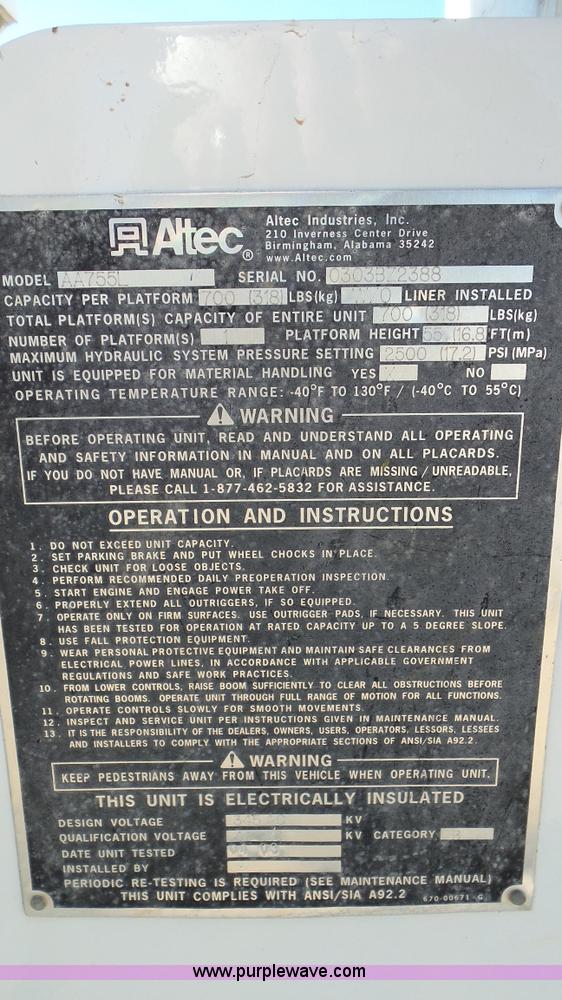 Altec®
Altec Industries, Inc.
210 Inverness Center Drive
Birmingham, Alabama 35242
www.Altec.com
MODEL AA755L SERIAL NO. 0303BZ2388
CAPACITY PER PLATFORM 700 (318) LBS(kg) LINER INSTALLED
TOTAL PLATFORM(S) CAPACITY OF ENTIRE UNIT 700 (318) LBS(kg)
NUMBER OF PLATFORM(S) 1 PLATFORM HEIGHT 55 (16.8) FT(m)
MAXIMUM HYDRAULIC SYSTEM PRESSURE SETTING 2500 (17.2) PSI (MPa)
UNIT IS EQUIPPED FOR MATERIAL HANDLING YES NO
OPERATING TEMPERATURE RANGE: -40°F TO 130°F / (-40°C TO 55°C)
WARNING
BEFORE OPERATING UNIT, READ AND UNDERSTAND ALL OPERATING
AND SAFETY INFORMATION IN MANUAL AND ON ALL PLACARDS.
IF YOU DO NOT HAVE MANUAL OR, IF PLACARDS ARE MISSING / UNREADABLE,
PLEASE CALL 1-877-462-5832 FOR ASSISTANCE.
OPERATION AND INSTRUCTIONS
1. DO NOT EXCEED UNIT CAPACITY.
2. SET PARKING BRAKE AND PUT WHEEL CHOCKS IN PLACE.
3. CHECK UNIT FOR LOOSE OBJECTS.
4. PERFORM RECOMMENDED DAILY PREOPERATION INSPECTION.
5. START ENGINE AND ENGAGE POWER TAKE OFF.
6. PROPERLY EXTEND ALL OUTRIGGERS, IF SO EQUIPPED.
7. OPERATE ONLY ON FIRM SURFACES. USE OUTRIGGER PADS, IF NECESSARY. THIS UNIT
HAS BEEN TESTED FOR OPERATION AT RATED CAPACITY UP TO A 5 DEGREE SLOPE.
8. USE FALL PROTECTION EQUIPMENT.
9. WEAR PERSONAL PROTECTIVE EQUIPMENT AND MAINTAIN SAFE CLEARANCES FROM
ELECTRICAL POWER LINES, IN ACCORDANCE WITH APPLICABLE GOVERNMENT
REGULATIONS AND SAFE WORK PRACTICES.
10. FROM LOWER CONTROLS, RAISE BOOM SUFFICIENTLY TO CLEAR ALL OBSTRUCTIONS BEFORE
ROTATING BOOMS. OPERATE UNIT THROUGH FULL RANGE OF MOTION FOR ALL FUNCTIONS.
11. OPERATE CONTROLS SLOWLY FOR SMOOTH MOVEMENTS.
12. INSPECT AND SERVICE UNIT PER INSTRUCTIONS GIVEN IN MAINTENANCE MANUAL.
13. IT IS THE RESPONSIBILITY OF THE DEALERS, OWNERS, USERS, OPERATORS, LESSORS, LESSEES
AND INSTALLERS TO COMPLY WITH THE APPROPRIATE SECTIONS OF ANSI/SIA A92.2.
WARNING
KEEP PEDESTRIANS AWAY FROM THIS VEHICLE WHEN OPERATING UNIT.
THIS UNIT IS ELECTRICALLY INSULATED
DESIGN VOLTAGE KV
QUALIFICATION VOLTAGE KV CATEGORY B
DATE UNIT TESTED
INSTALLED BY
PERIODIC RE-TESTING IS REQUIRED (SEE MAINTENANCE MANUAL)
THIS UNIT COMPLIES WITH ANSI/SIA A92.2
670-00671-G
www.purplewave.com